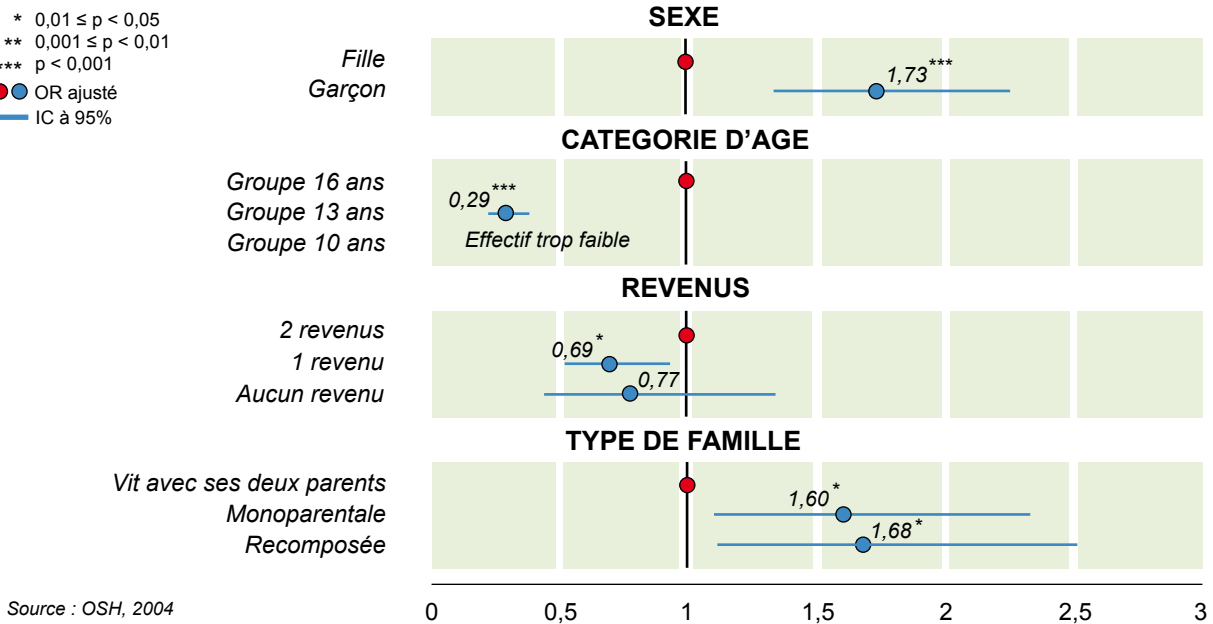 * 0,01 ≤ p < 0,05
** 0,001 ≤ p < 0,01
*** p < 0,001
OR ajusté
IC à 95%
SEXE
Fille
Garçon
1,73***
CATEGORIE D'AGE
Groupe 16 ans
Groupe 13 ans
0,29***
Groupe 10 ans
Effectif trop faible
REVENUS
2 revenus
1 revenu
0,69*
Aucun revenu
0,77
TYPE DE FAMILLE
Vit avec ses deux parents
Monoparentale
1,60*
Recomposée
1,68*
0 0,5 1 1,5 2 2,5 3
Source : OSH, 2004